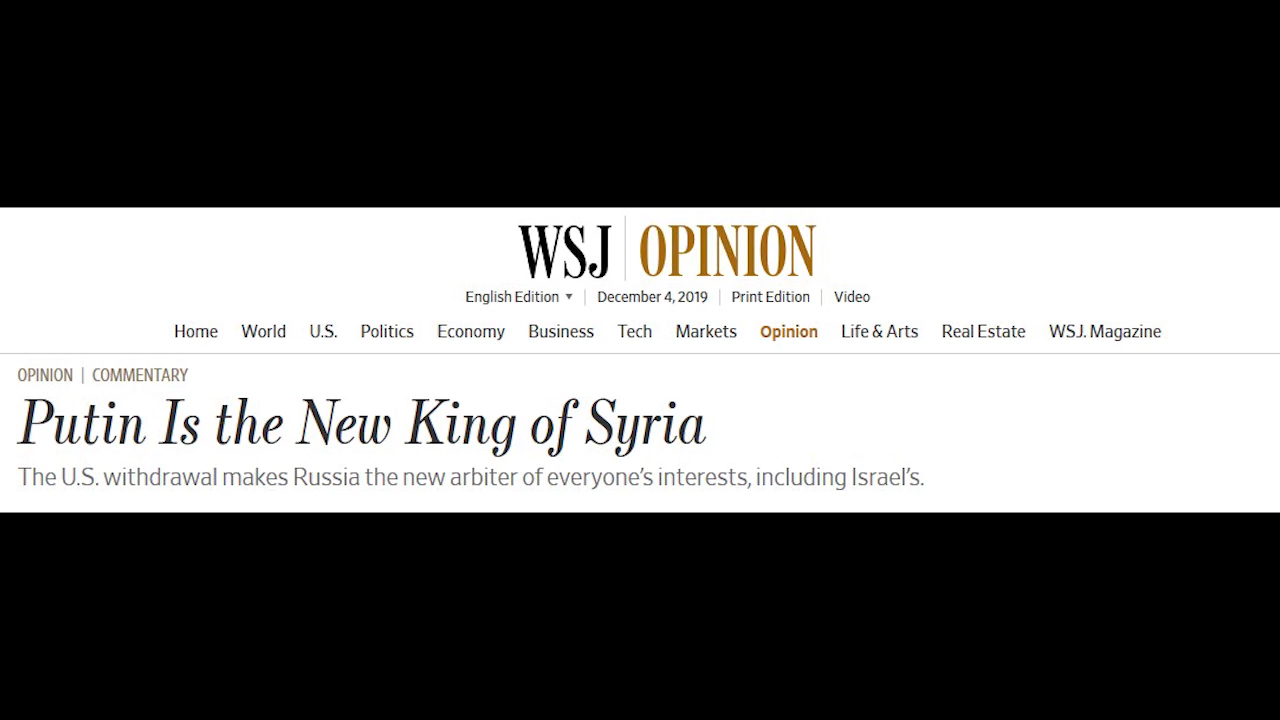 WSJ OPINION
English Edition December 4, 2019 Print Edition Video
Home World U.S. Politics Economy Business Tech Markets Opinion Life & Arts Real Estate WSJ. Magazine
OPINION | COMMENTARY
Putin Is the New King of Syria
The U.S. withdrawal makes Russia the new arbiter of everyone’s interests, including Israel’s.